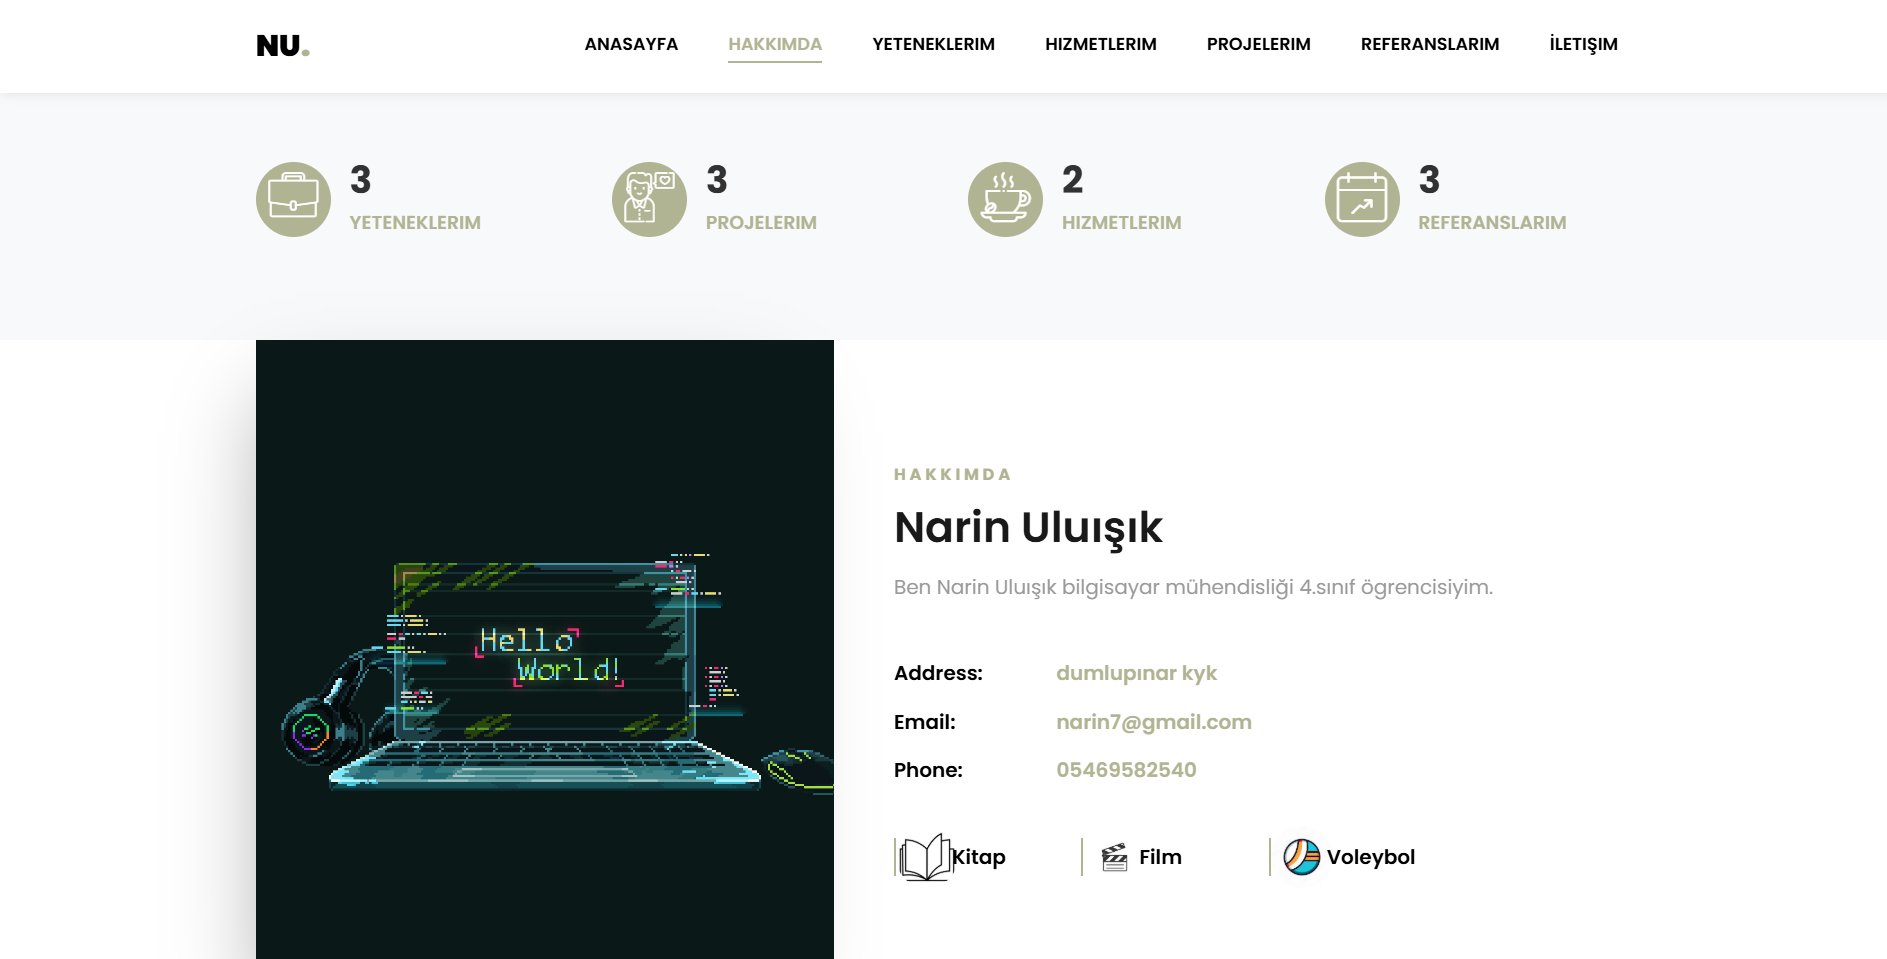 NU.
ANASAYFA HAKKIMDA YETENEKLERIM HIZMETLERIM PROJELERIM REFERANSLARIM İLETIŞIM
3 3 2 3
YETENEKLERIM PROJELERIM HIZMETLERIM REFERANSLARIM
Hello
World!
HAKKIMDA
Narin Uluışık
Ben Narin Uluışık bilgisayar mühendisliği 4.sınıf ögrencisiyim.
Address: dumlupınar kyk
Email: narin7@gmail.com
Phone: 05469582540
Kitap Film Voleybol